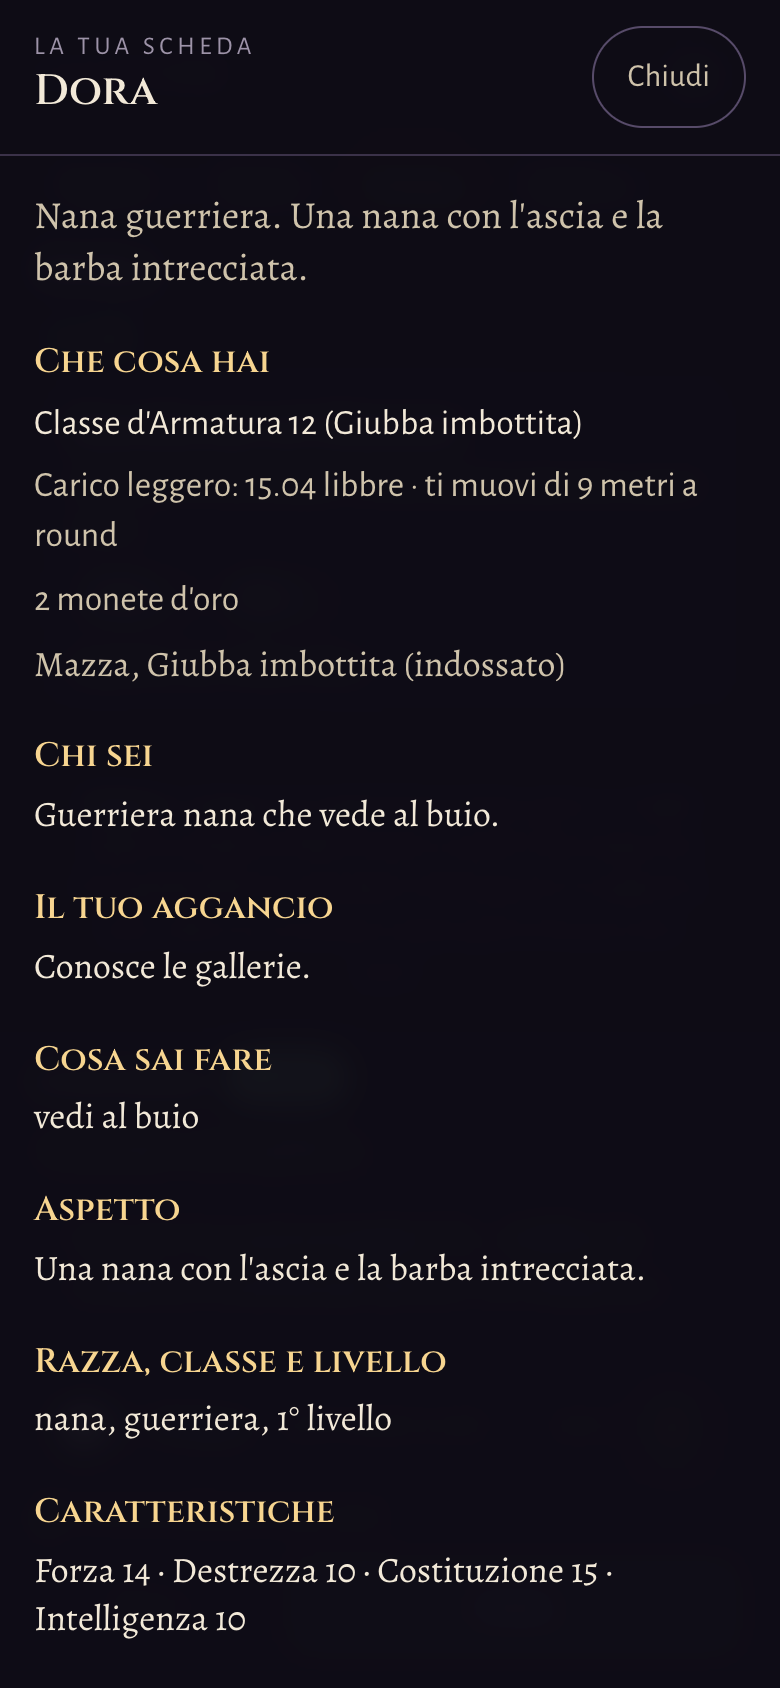 LA TUA SCHEDA
Dora
Chiudi
Nana guerriera. Una nana con l'ascia e la
barba intrecciata.
Che cosa hai
Classe d'Armatura 12 (Giubba imbottita)
Carico leggero: 15.04 libbre · ti muovi di 9 metri a
round
2 monete d'oro
Mazza, Giubba imbottita (indossato)
Chi sei
Guerriera nana che vede al buio.
Il tuo aggancio
Conosce le gallerie.
Cosa sai fare
vedi al buio
Aspetto
Una nana con l'ascia e la barba intrecciata.
Razza, classe e livello
nana, guerriera, 1° livello
Caratteristiche
Forza 14 · Destrezza 10 · Costituzione 15 ·
Intelligenza 10